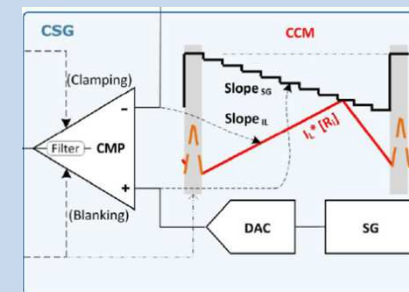 CSG
CCM
(Clamping)
Slope SG
Slope IL
IL* [Ri]
Filter
CMP
-
+
(Blanking)
DAC
SG